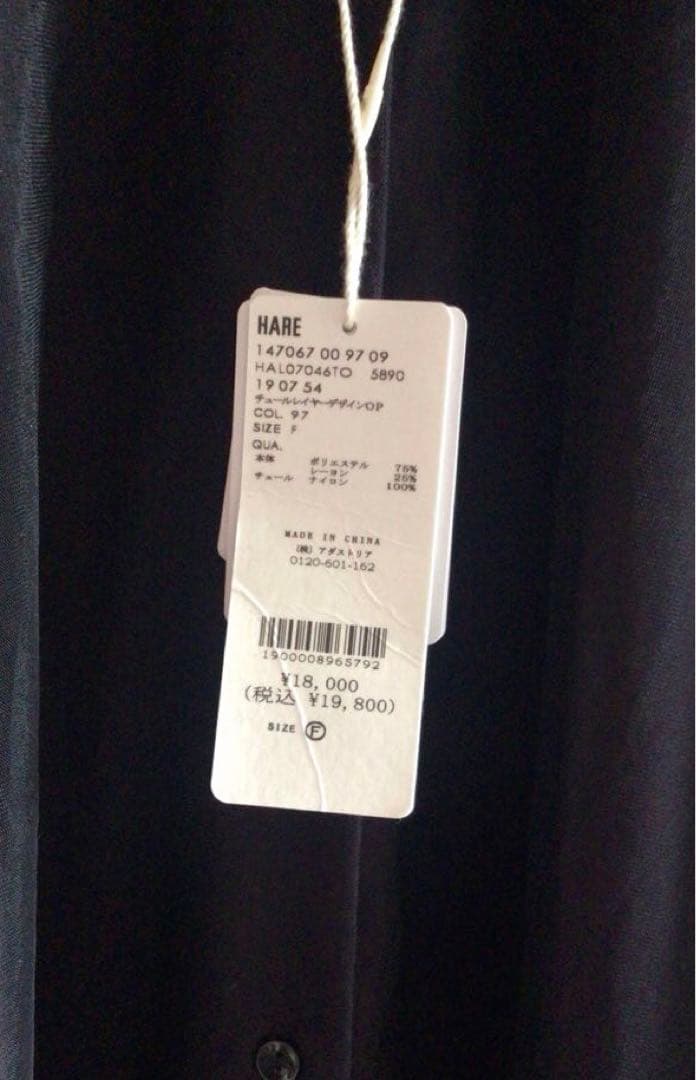 HARE
147067 00 97 09
HAL07046TO 5890
19 07 54
チュールレイヤーデザインOP
COL. 97
SIZE F
QUA.
本体 ポリエステル 75%
レーヨン 25%
チュール ナイロン 100%
MADE IN CHINA
(株) アダストリア
0120-601-162
1900008965792
¥18,000
(税込 ¥19,800)
SIZE F